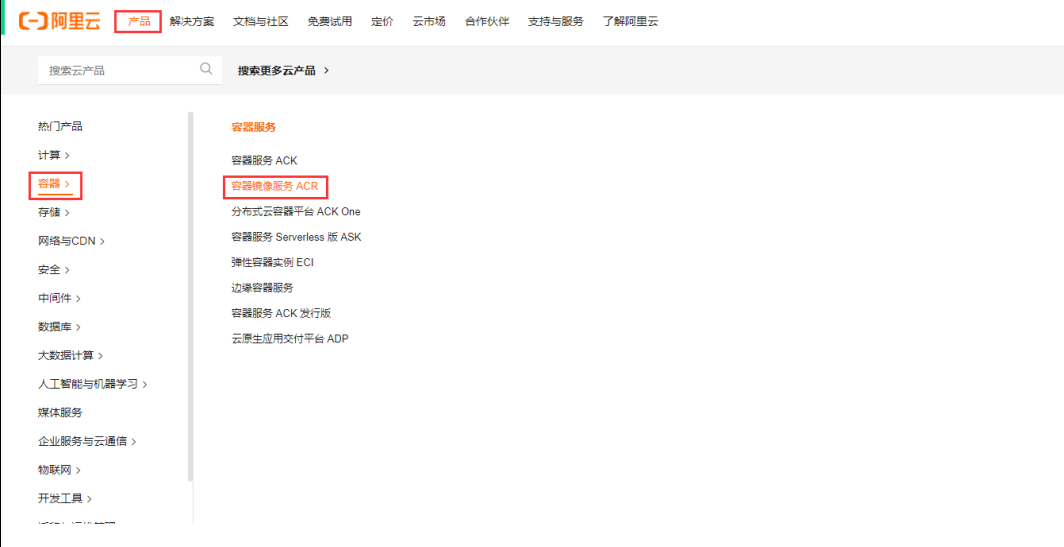 阿里云 产品 解决方案 文档与社区 免费试用 定价 云市场 合作伙伴 支持与服务 了解阿里云
搜索云产品 搜索更多云产品 >
热门产品
计算 >
容器 >
存储 >
网络与CDN >
安全 >
中间件 >
数据库 >
大数据计算 >
人工智能与机器学习 >
媒体服务
企业服务与云通信 >
物联网 >
开发工具 >
容器服务
容器服务 ACK
容器镜像服务 ACR
分布式云容器平台 ACK One
容器服务 Serverless 版 ASK
弹性容器实例 ECI
边缘容器服务
容器服务 ACK 发行版
云原生应用交付平台 ADP